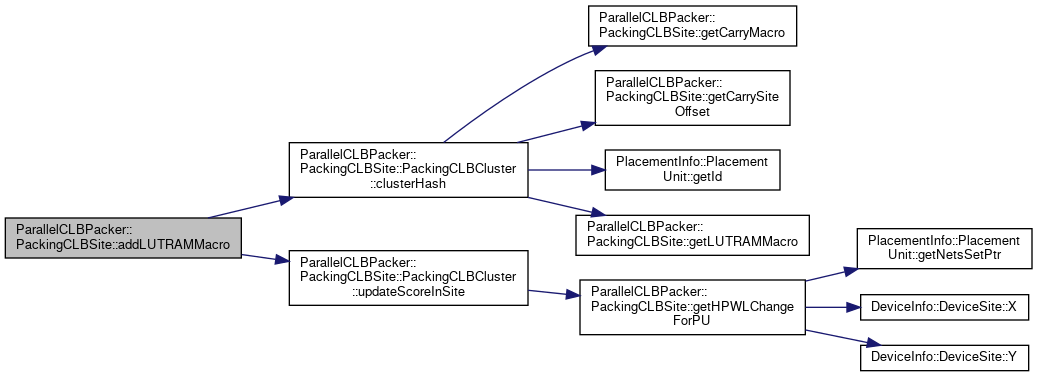 ParallelCLBPacker::
PackingCLBSite::getCarryMacro
ParallelCLBPacker::
PackingCLBSite::getCarrySite
Offset
ParallelCLBPacker::
PackingCLBSite::PackingCLBCluster
::clusterHash
PlacementInfo::Placement
Unit::getId
ParallelCLBPacker::
PackingCLBSite::getLUTRAMMacro
ParallelCLBPacker::
PackingCLBSite::addLUTRAMMacro
ParallelCLBPacker::
PackingCLBSite::PackingCLBCluster
::updateScoreInSite
ParallelCLBPacker::
PackingCLBSite::getHPWLChange
ForPU
PlacementInfo::Placement
Unit::getNetsSetPtr
DeviceInfo::DeviceSite::X
DeviceInfo::DeviceSite::Y